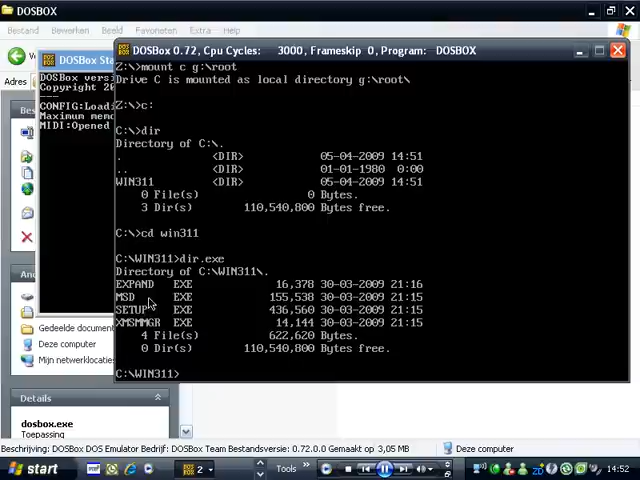 Bestand Bewerken Beeld Favorieten Extra Help
DOSBox 0.72, Cpu Cycles: 3000, Frameskip 0, Program: DOSBOX
DOSBox Sta
DOSBox vers
Copyright 20
---
CONFIG:Load
Maximum mem
MIDI:Opened
Adres
Z:\>mount c g:\root
Drive C is mounted as local directory g:\root\
Z:\>c:
C:\>dir
Directory of C:\.
. <DIR> 05-04-2009 14:51
.. <DIR> 01-01-1980 0:00
WIN311 <DIR> 05-04-2009 14:51
0 File(s) 0 Bytes.
3 Dir(s) 110,540,800 Bytes free.
C:\>cd win311
C:\WIN311>dir.exe
Directory of C:\WIN311\.
EXPAND EXE 16,378 30-03-2009 21:16
MSD EXE 155,538 30-03-2009 21:15
SETUP EXE 436,560 30-03-2009 21:15
XMSMMGR EXE 14,144 30-03-2009 21:15
4 File(s) 622,620 Bytes.
0 Dir(s) 110,540,800 Bytes free.
C:\WIN311>
Bes
And
Gedeelde document
Deze computer
Mijn netwerklocaties
Details
dosbox.exe
Toepassing
Beschrijving: DOSBox DOS Emulator Bedrijf: DOSBox Team Bestandsversie: 0.72.0.0 Gemaakt op 3,05 MB
Deze computer
start
2
Tools
14:52